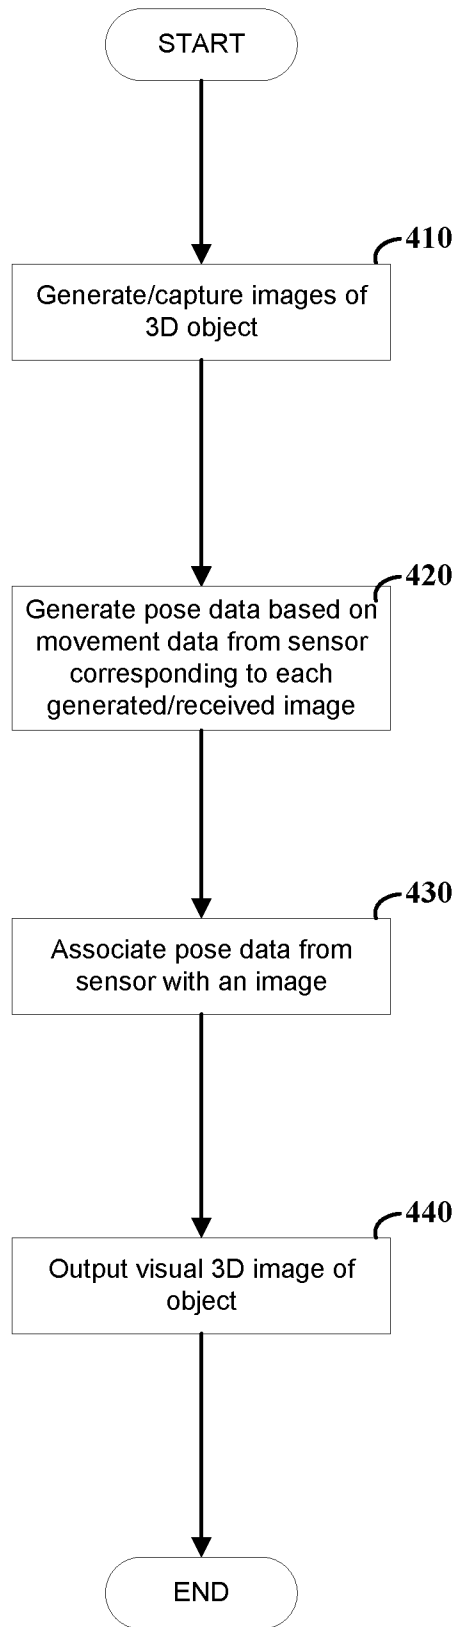 START
410
Generate/capture images of
3D object
420
Generate pose data based on
movement data from sensor
corresponding to each
generated/received image
430
Associate pose data from
sensor with an image
440
Output visual 3D image of
object
END